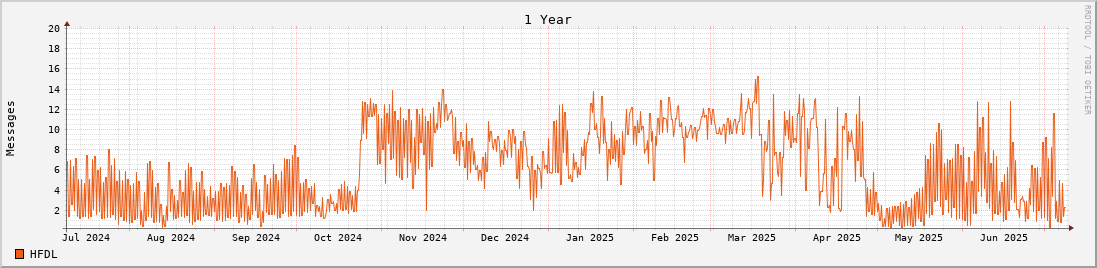 1 Year
RRDTOOL / TOBI OETIKER
Messages
20
18
16
14
12
10
8
6
4
2
Jul 2024 Aug 2024 Sep 2024 Oct 2024 Nov 2024 Dec 2024 Jan 2025 Feb 2025 Mar 2025 Apr 2025 May 2025 Jun 2025
HFDL